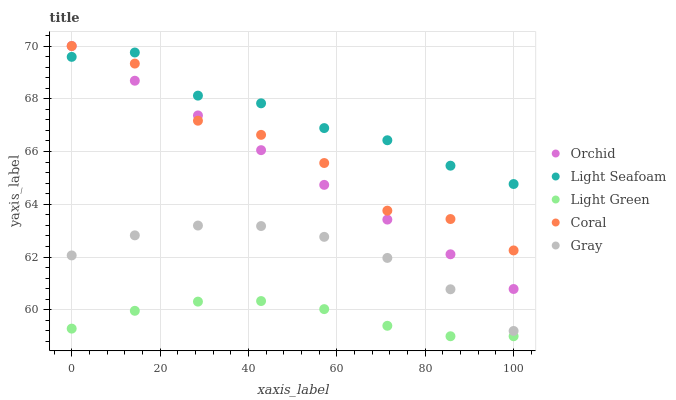 title
70
68
66
64
62
60
0
20
40
60
80
100
yaxis_label
xaxis_label
Orchid
Light Seafoam
Light Green
Coral
Gray